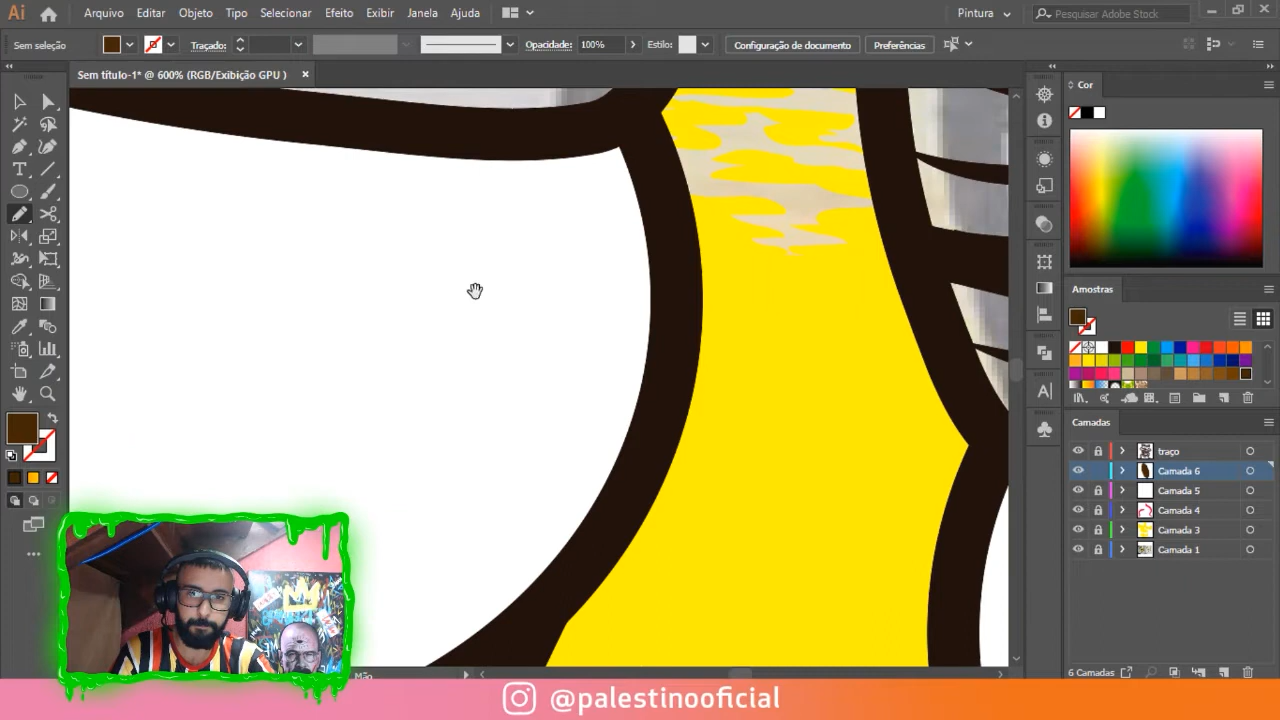 Ai Arquivo Editar Objeto Tipo Selecionar Efeito Exibir Janela Ajuda Pintura Pesquisar Adobe Stock
Sem seleção Traçado: Opacidade: 100% Estilo: Configuração de documento Preferências
Sem título-1* @ 600% (RGB/Exibição GPU ) ×
Cor
Amostras
Camadas
traço
Camada 6
Camada 5
Camada 4
Camada 3
Camada 1
Mão
6 Camadas
@palestinooficial